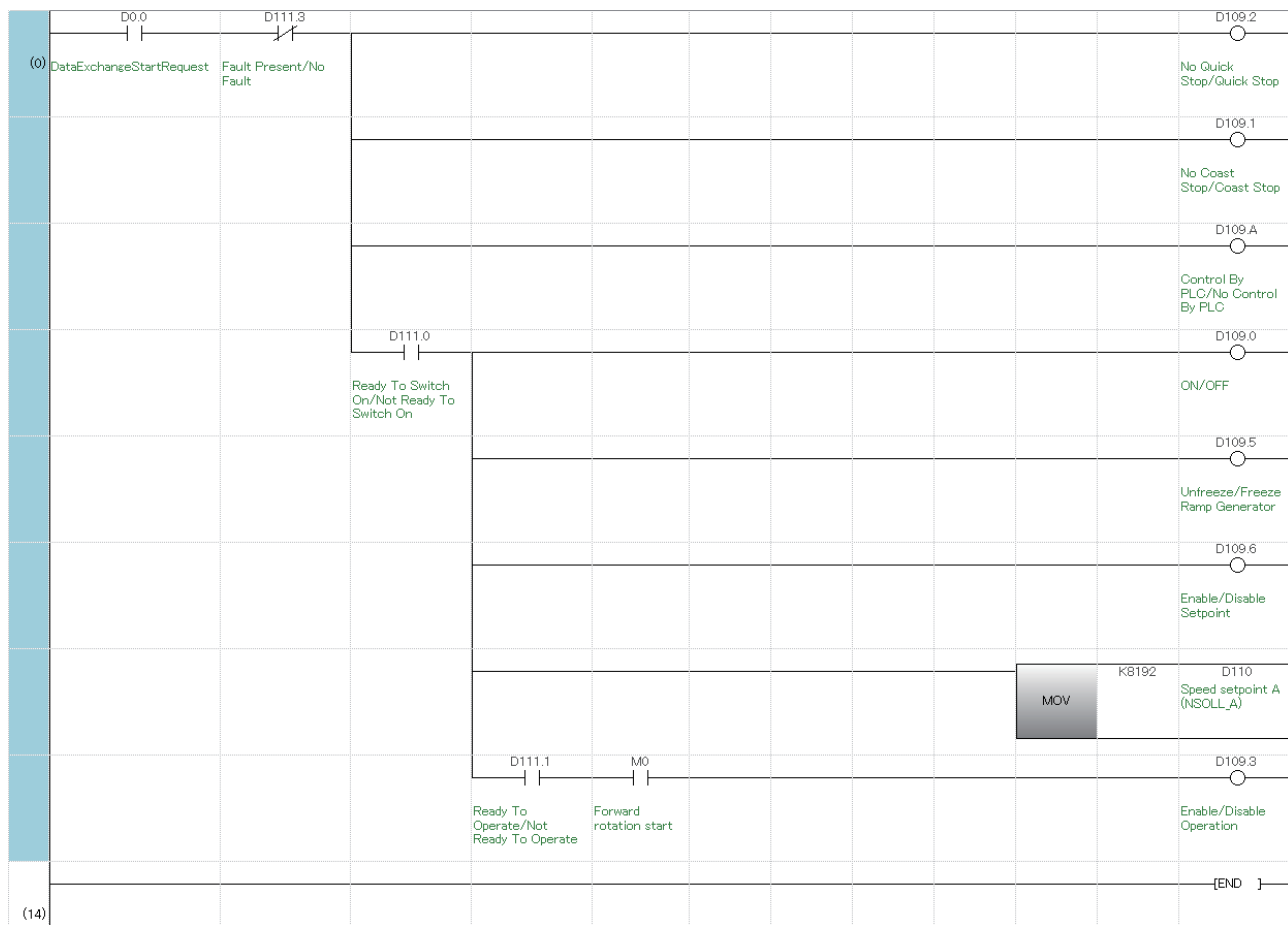 D0.0 D111.3 D109.2
(0) DataExchangeStartRequest Fault Present/No
Fault
No Quick
Stop/Quick Stop
D109.1
No Coast
Stop/Coast Stop
D109.A
Control By
PLC/No Control
By PLC
D111.0 D109.0
Ready To Switch
On/Not Ready To
Switch On
ON/OFF
D109.5
Unfreeze/Freeze
Ramp Generator
D109.6
Enable/Disable
Setpoint
MOV K8192 D110
Speed setpoint A
(NSOLL_A)
D111.1 M0 D109.3
Ready To
Operate/Not
Ready To Operate
Forward
rotation start
Enable/Disable
Operation
[END ]
(14)